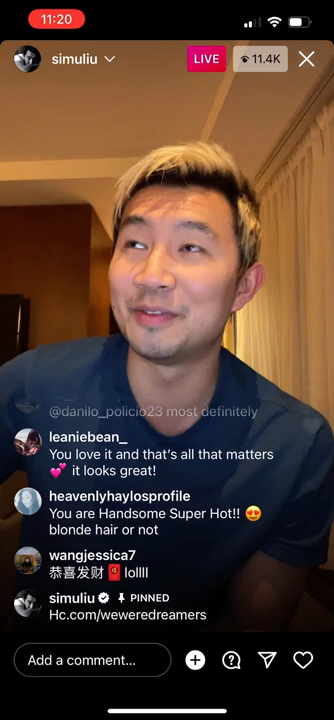 11:20
simuliu
LIVE
11.4K
@danilo_policio23 most definitely
leaniebean_
You love it and that's all that matters
💕 it looks great!
heavenlyhaylosprofile
You are Handsome Super Hot!! 😍
blonde hair or not
wangjessica7
恭喜发财🧧lollll
simuliu PINNED
Hc.com/weweredreamers
Add a comment...